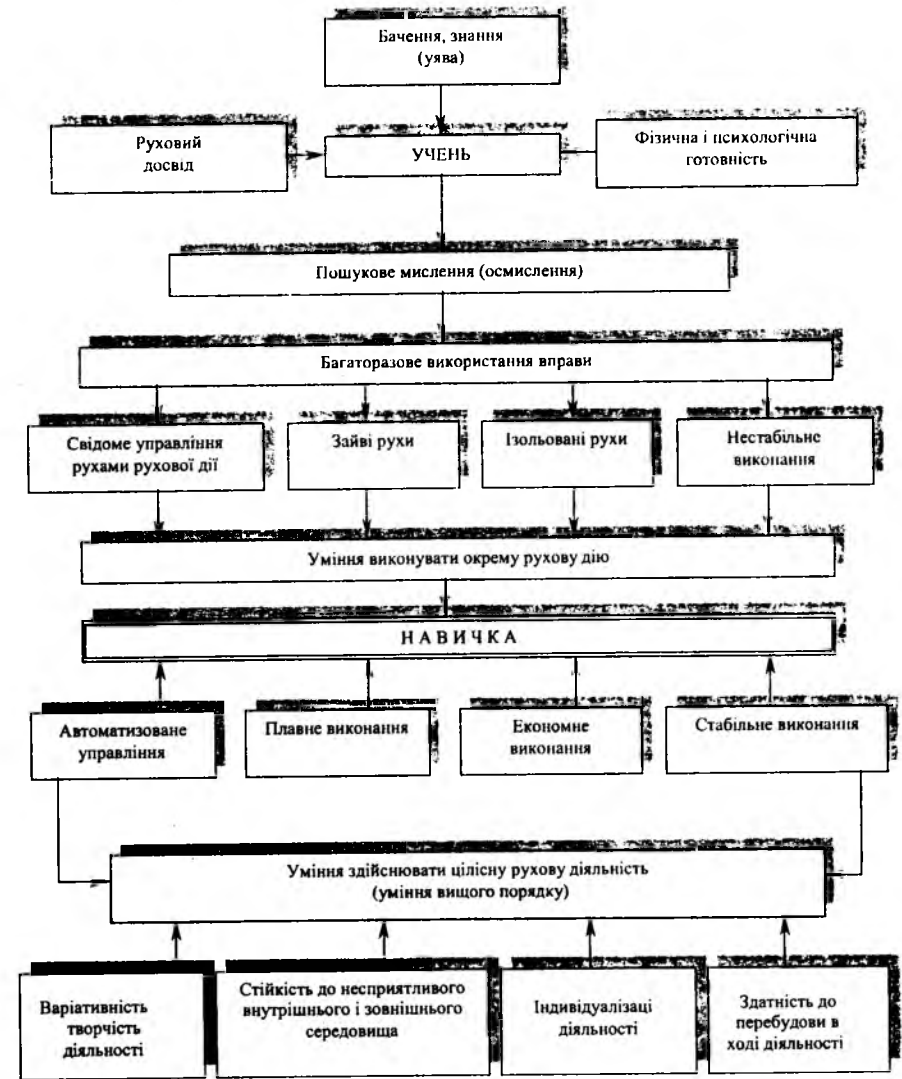 Бачення, знання
(уява)
Руховий
досвід
УЧЕНЬ
Фізична і психологічна
готовність
Пошукове мислення (осмислення)
Багаторазове використання вправи
Свідоме управління
рухами рухової дії
Зайві рухи
Ізольовані рухи
Нестабільне
виконання
Уміння виконувати окрему рухову дію
НАВИЧКА
Автоматизоване
управління
Плавне виконання
Економне
виконання
Стабільне виконання
Уміння здійснювати цілісну рухову діяльність
(уміння вищого порядку)
Варіативність
творчість
діяльності
Стійкість до несприятливого
внутрішнього і зовнішнього
середовища
Індивідуалізаці
діяльності
Здатність до
перебудови в
ході діяльності